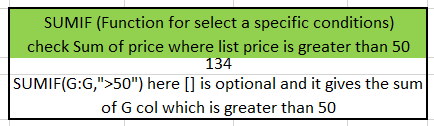 SUMIF (Function for select a specific conditions)
check Sum of price where list price is greater than 50
134
SUMIF(G:G,">50") here [] is optional and it gives the sum
of G col which is greater than 50